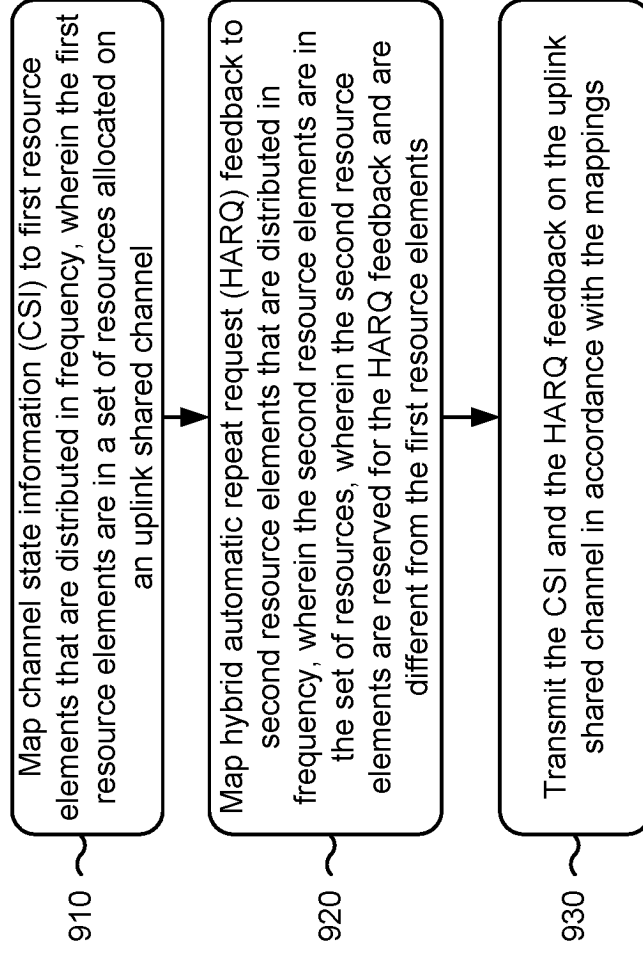 910
Map channel state information (CSI) to first resource
elements that are distributed in frequency, wherein the first
resource elements are in a set of resources allocated on
an uplink shared channel
920
Map hybrid automatic repeat request (HARQ) feedback to
second resource elements that are distributed in
frequency, wherein the second resource elements are in
the set of resources, wherein the second resource
elements are reserved for the HARQ feedback and are
different from the first resource elements
930
Transmit the CSI and the HARQ feedback on the uplink
shared channel in accordance with the mappings